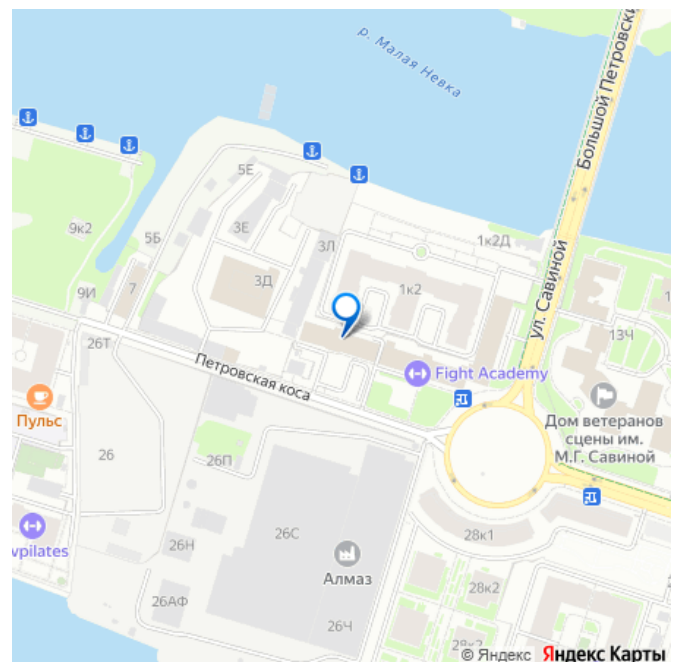 р. Малая Невка
Большой Петровский
5Е
9к2
3Е
5Б
3Л
1к2Д
3Д
1к2
ул. Савиной
7
9И
13Ч
26Т
Петровская коса
Fight Academy
Пульс
Дом ветеранов
сцены им.
М.Г. Савиной
26
26П
26С
28к1
vpilates
26Н
Алмаз
28к2
26АФ
26Ч
© Яндекс Яндекс Карты